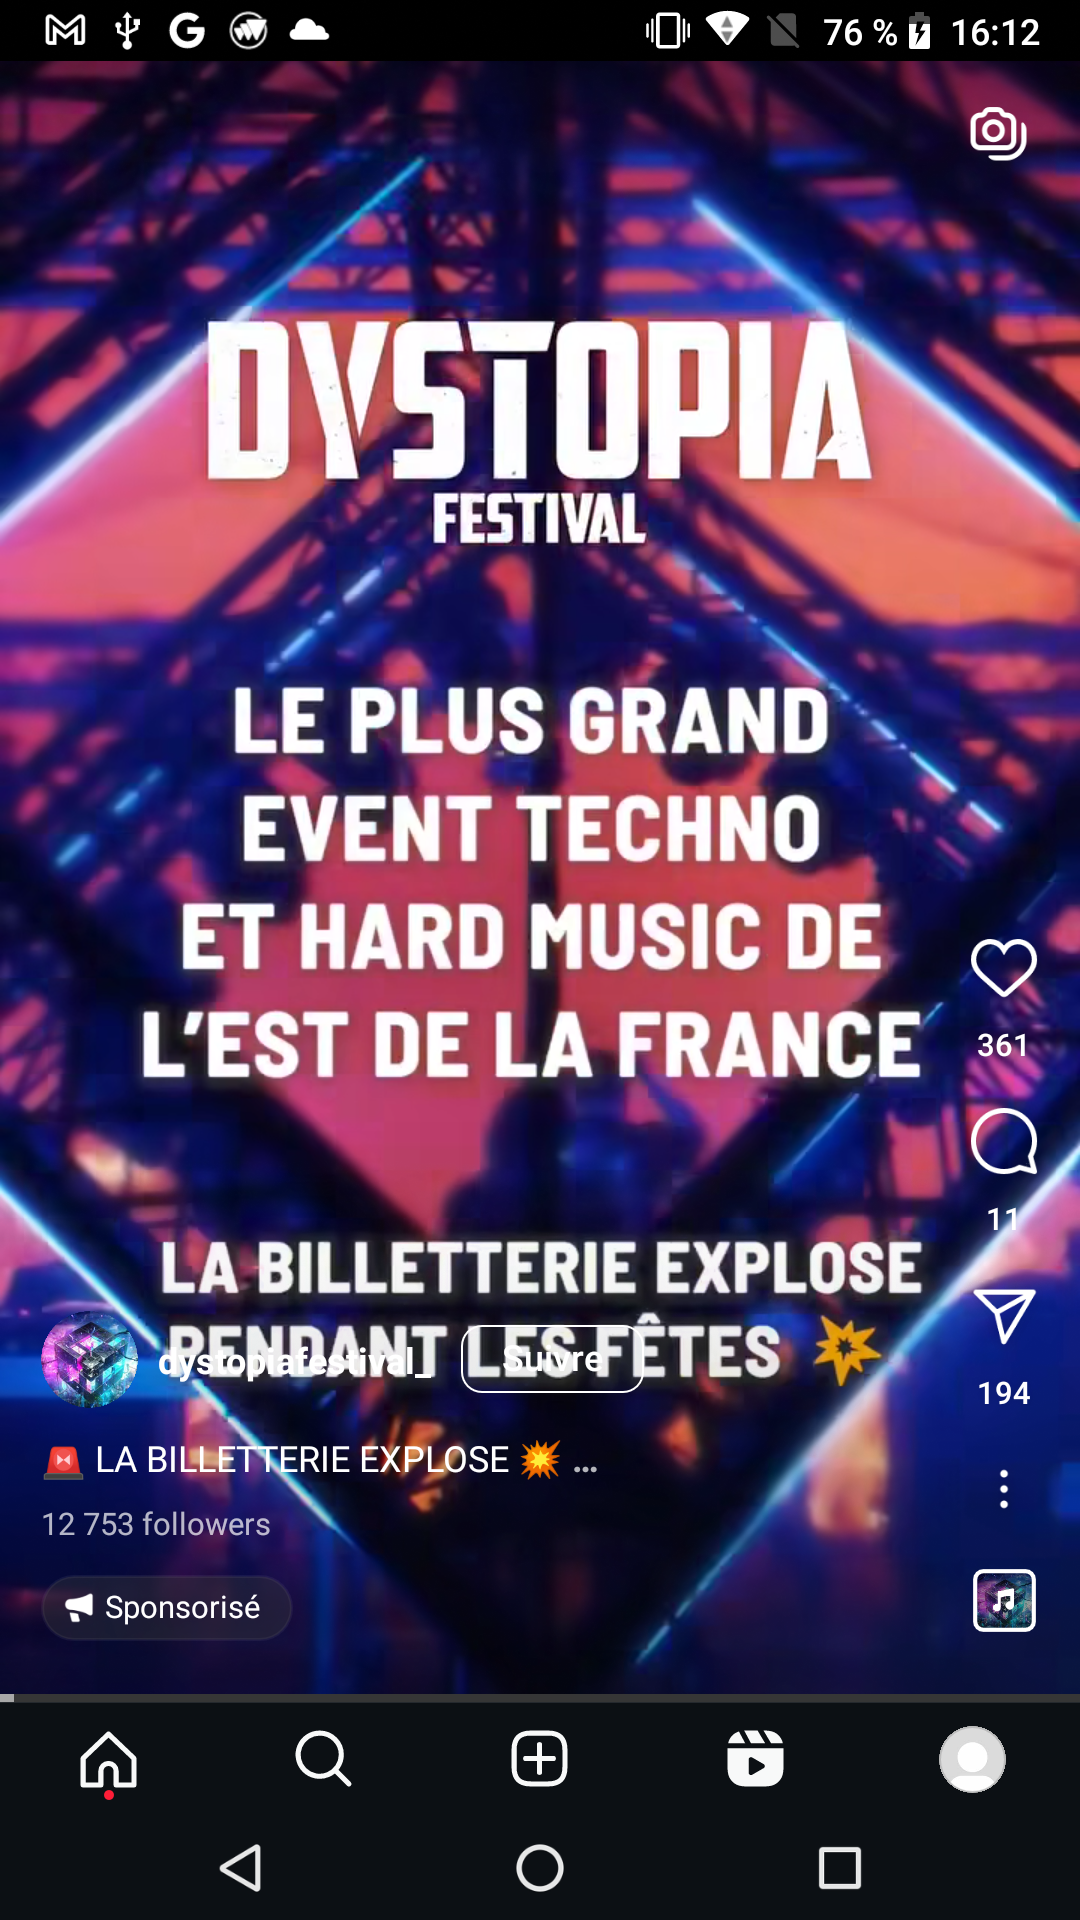 76 % 16:12
DYSTOPIA
FESTIVAL
LE PLUS GRAND
EVENT TECHNO
ET HARD MUSIC DE
L'EST DE LA FRANCE
361
11
LA BILLETTERIE EXPLOSE
PENDANT LES FÊTES 💥
dystopiafestival_ Suivre
194
🚨 LA BILLETTERIE EXPLOSE 💥 ...
12 753 followers
Sponsorisé